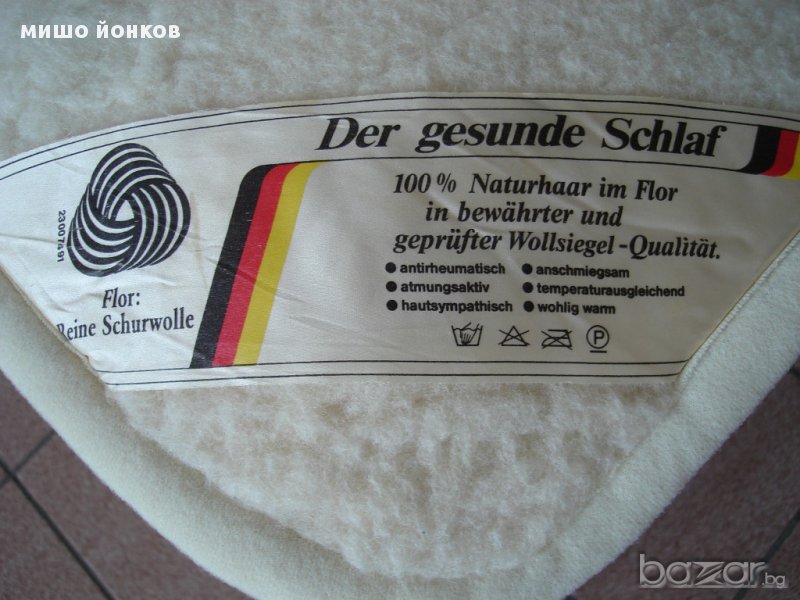 МИШО ЙОНКОВ
Der gesunde Schlaf
100% Naturhaar im Flor
in bewährter und
geprüfter Wollsiegel-Qualität.
● antirheumatisch ● anschmiegsam
● atmungsaktiv ● temperaturausgleichend
● hautsympathisch ● wohlig warm
P
23007491
Flor:
Reine Schurwolle
bazar.bg